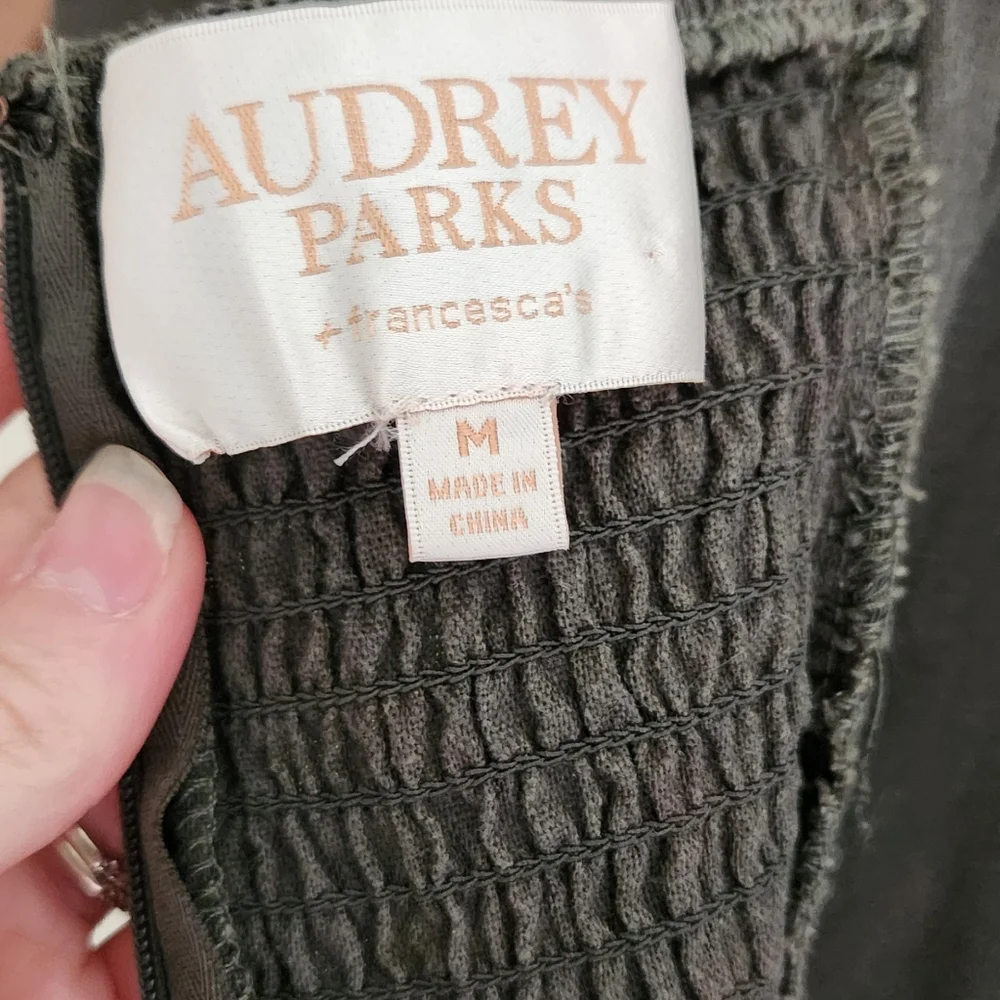 AUDREY
PARKS
+francesca's
M
MADE IN
CHINA